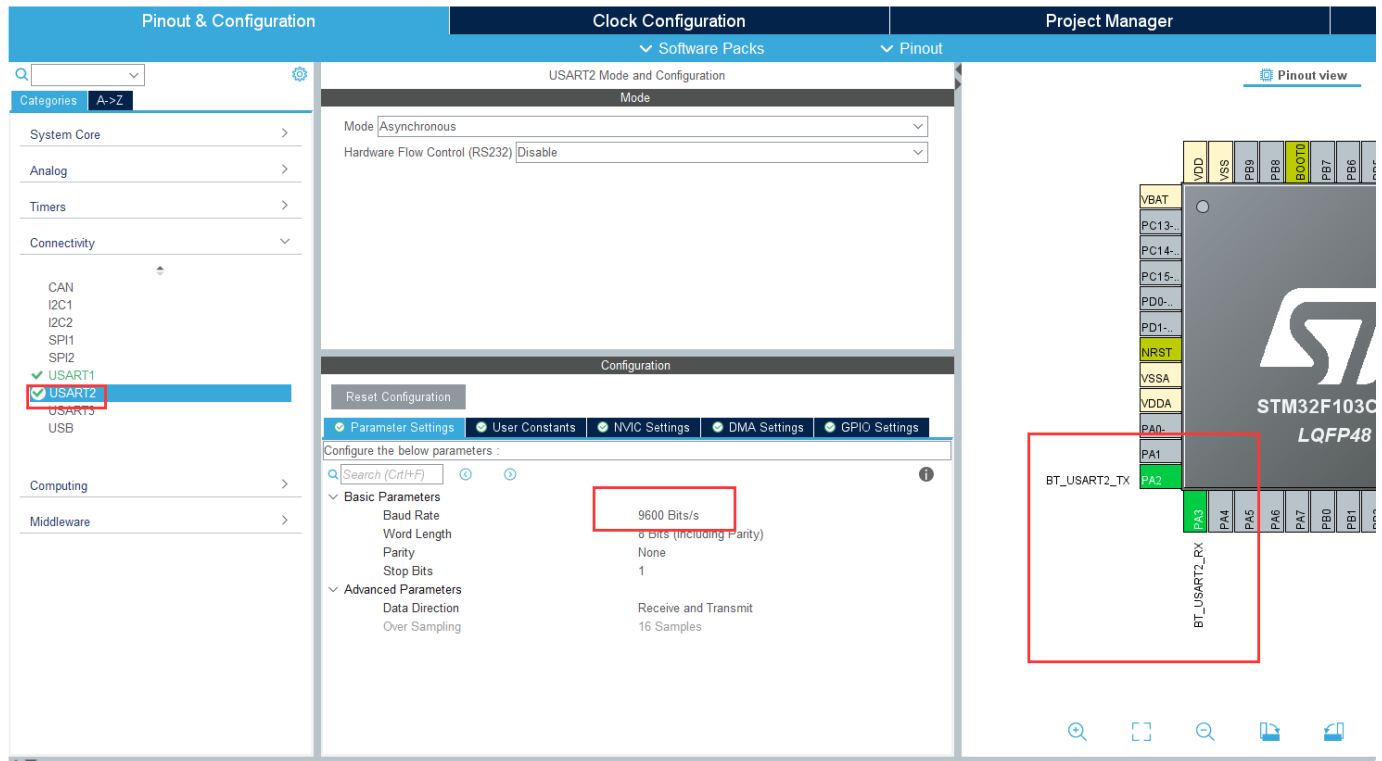 Pinout & Configuration
Clock Configuration
Project Manager
Software Packs
Pinout
Categories
A->Z
System Core
Analog
Timers
Connectivity
CAN
I2C1
I2C2
SPI1
SPI2
USART1
USART2
USART3
USB
Computing
Middleware
USART2 Mode and Configuration
Mode
Mode Asynchronous
Hardware Flow Control (RS232) Disable
Configuration
Reset Configuration
Parameter Settings
User Constants
NVIC Settings
DMA Settings
GPIO Settings
Configure the below parameters :
Search (Crtl+F)
Basic Parameters
Baud Rate 9600 Bits/s
Word Length 8 Bits (including Parity)
Parity None
Stop Bits 1
Advanced Parameters
Data Direction Receive and Transmit
Over Sampling 16 Samples
Pinout view
VDD
VSS
PB9
PB8
BOOT0
PB7
PB6
VBAT
PC13-..
PC14-..
PC15-..
PD0-..
PD1-..
NRST
VSSA
VDDA
PA0-
PA1
BT_USART2_TX PA2
ST
STM32F103C
LQFP48
PA3
PA4
PA5
PA6
PA7
PB0
PB1
BT_USART2_RX